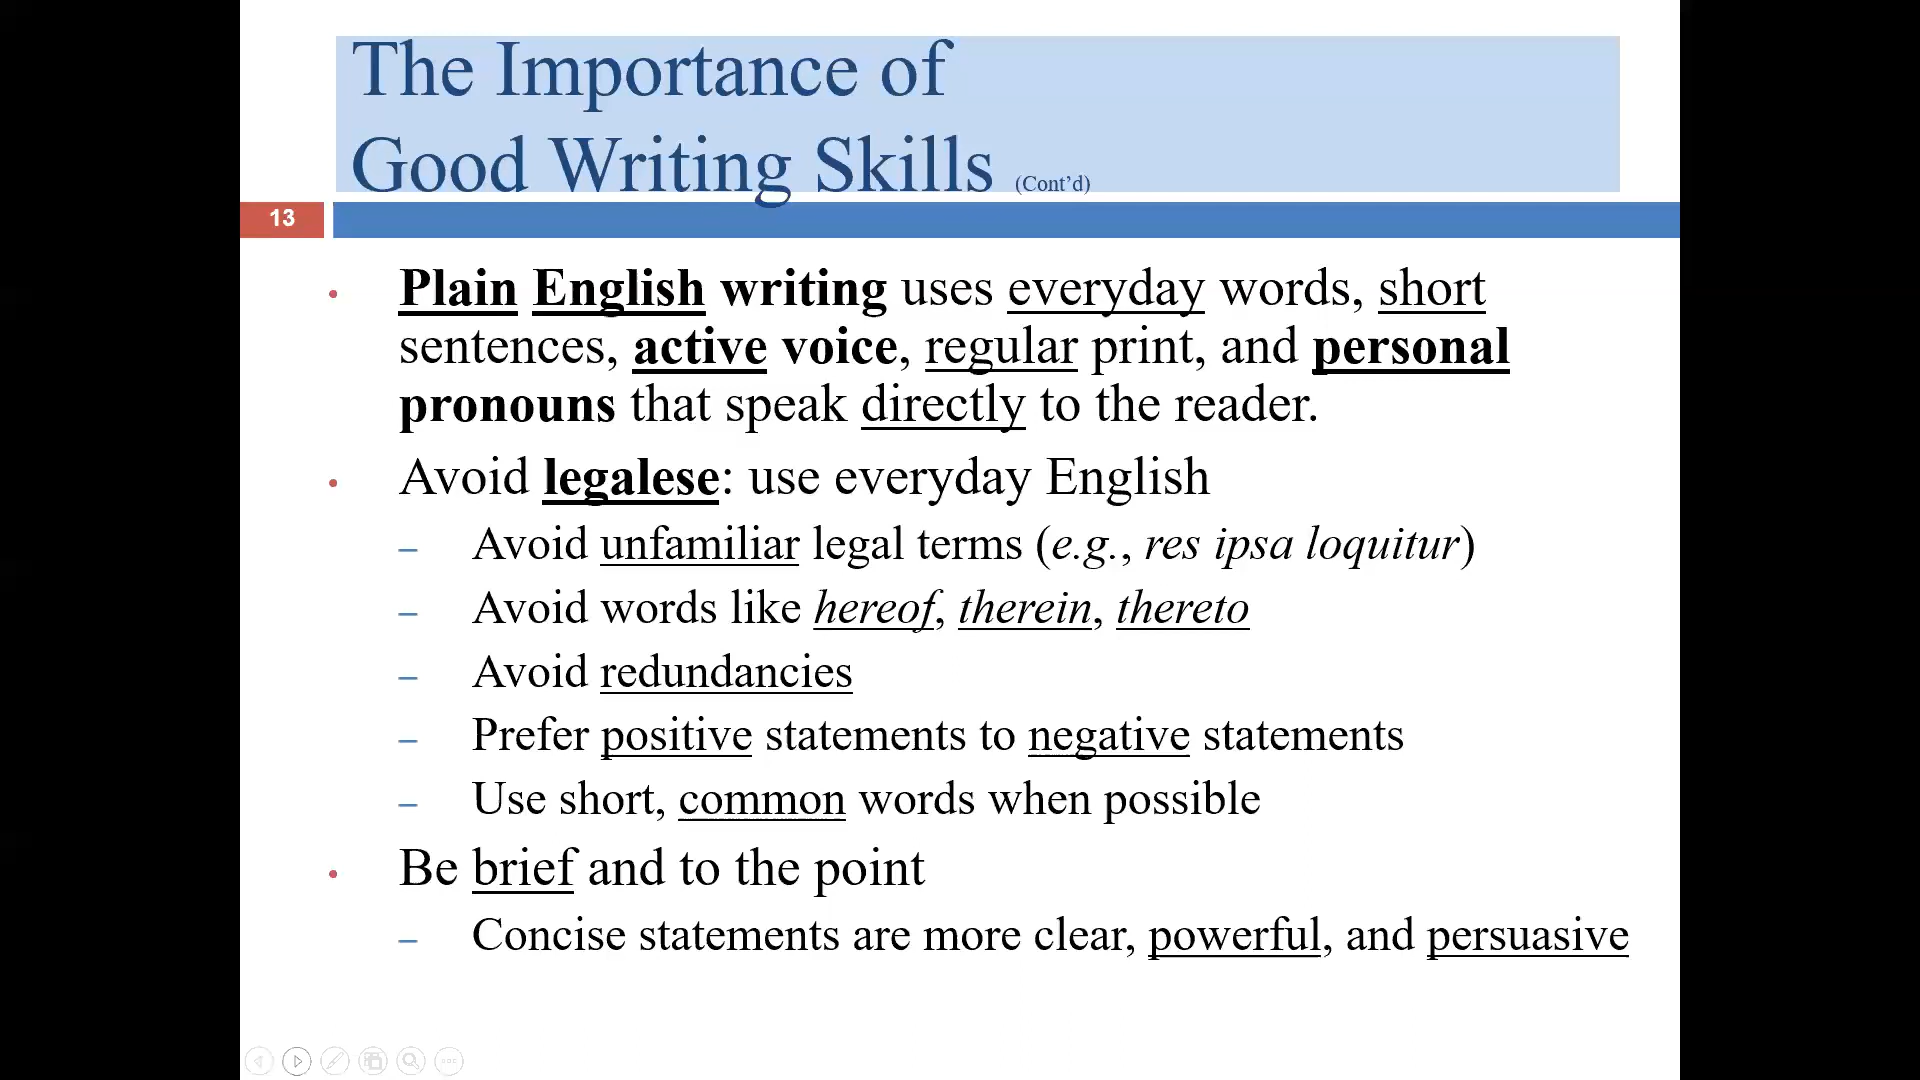 The Importance of
Good Writing Skills (Cont’d)
13
• Plain English writing uses everyday words, short
sentences, active voice, regular print, and personal
pronouns that speak directly to the reader.
• Avoid legalese: use everyday English
– Avoid unfamiliar legal terms (e.g., res ipsa loquitur)
– Avoid words like hereof, therein, thereto
– Avoid redundancies
– Prefer positive statements to negative statements
– Use short, common words when possible
• Be brief and to the point
– Concise statements are more clear, powerful, and persuasive